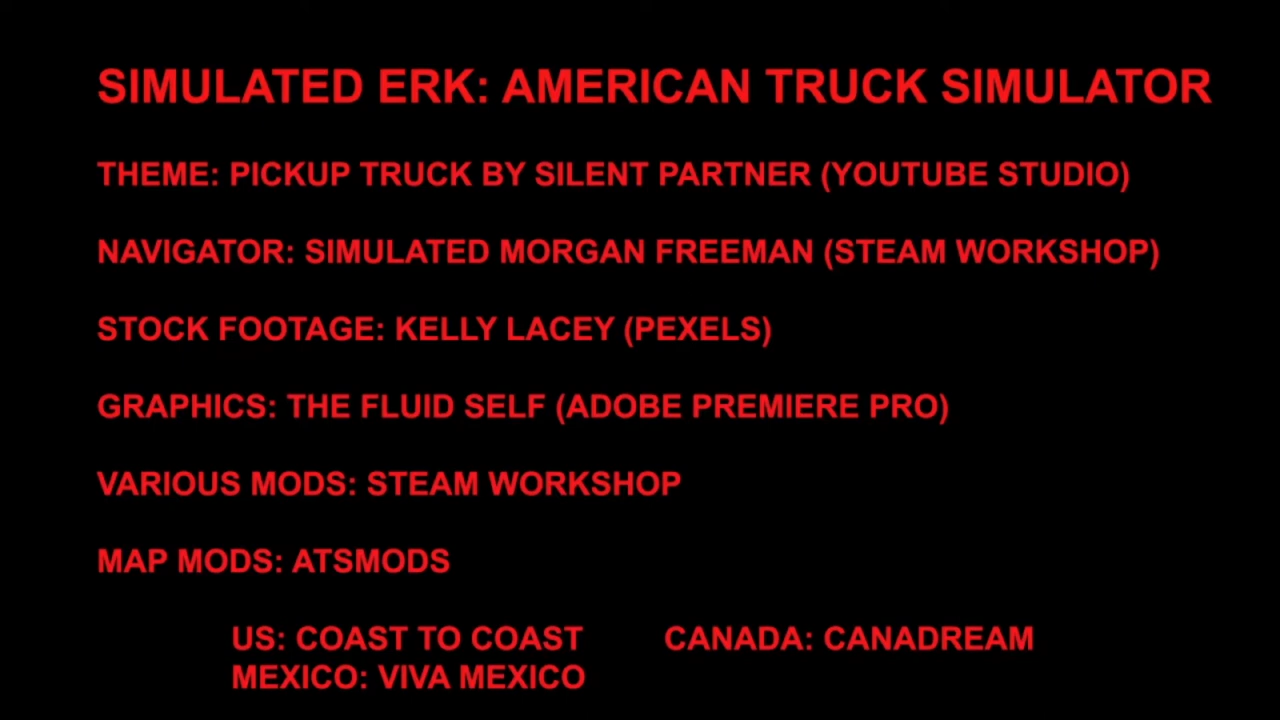 SIMULATED ERK: AMERICAN TRUCK SIMULATOR
THEME: PICKUP TRUCK BY SILENT PARTNER (YOUTUBE STUDIO)
NAVIGATOR: SIMULATED MORGAN FREEMAN (STEAM WORKSHOP)
STOCK FOOTAGE: KELLY LACEY (PEXELS)
GRAPHICS: THE FLUID SELF (ADOBE PREMIERE PRO)
VARIOUS MODS: STEAM WORKSHOP
MAP MODS: ATSMODS
US: COAST TO COAST CANADA: CANADREAM
MEXICO: VIVA MEXICO